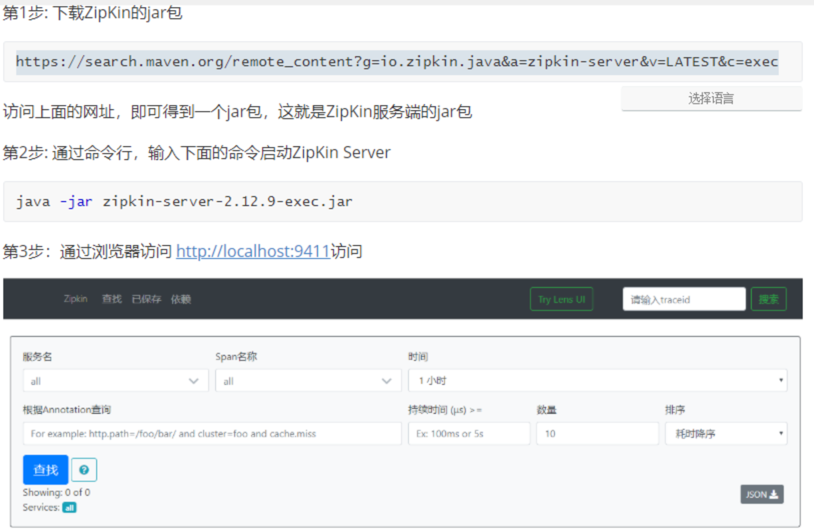 第1步: 下载ZipKin的jar包
https://search.maven.org/remote_content?g=io.zipkin.java&a=zipkin-server&v=LATEST&c=exec
选择语言
访问上面的网址，即可得到一个jar包，这就是ZipKin服务端的jar包
第2步: 通过命令行，输入下面的命令启动ZipKin Server
java -jar zipkin-server-2.12.9-exec.jar
第3步：通过浏览器访问 http://localhost:9411访问
Zipkin 查找 已保存 依赖 Try Lens UI 请输入traceid 搜索
服务名 Span名称 时间
all all 1 小时
根据Annotation查询 持续时间 (μs) >= 数量 排序
For example: http.path=/foo/bar/ and cluster=foo and cache.miss Ex: 100ms or 5s 10 耗时降序
查找 ?
Showing: 0 of 0
Services: all JSON